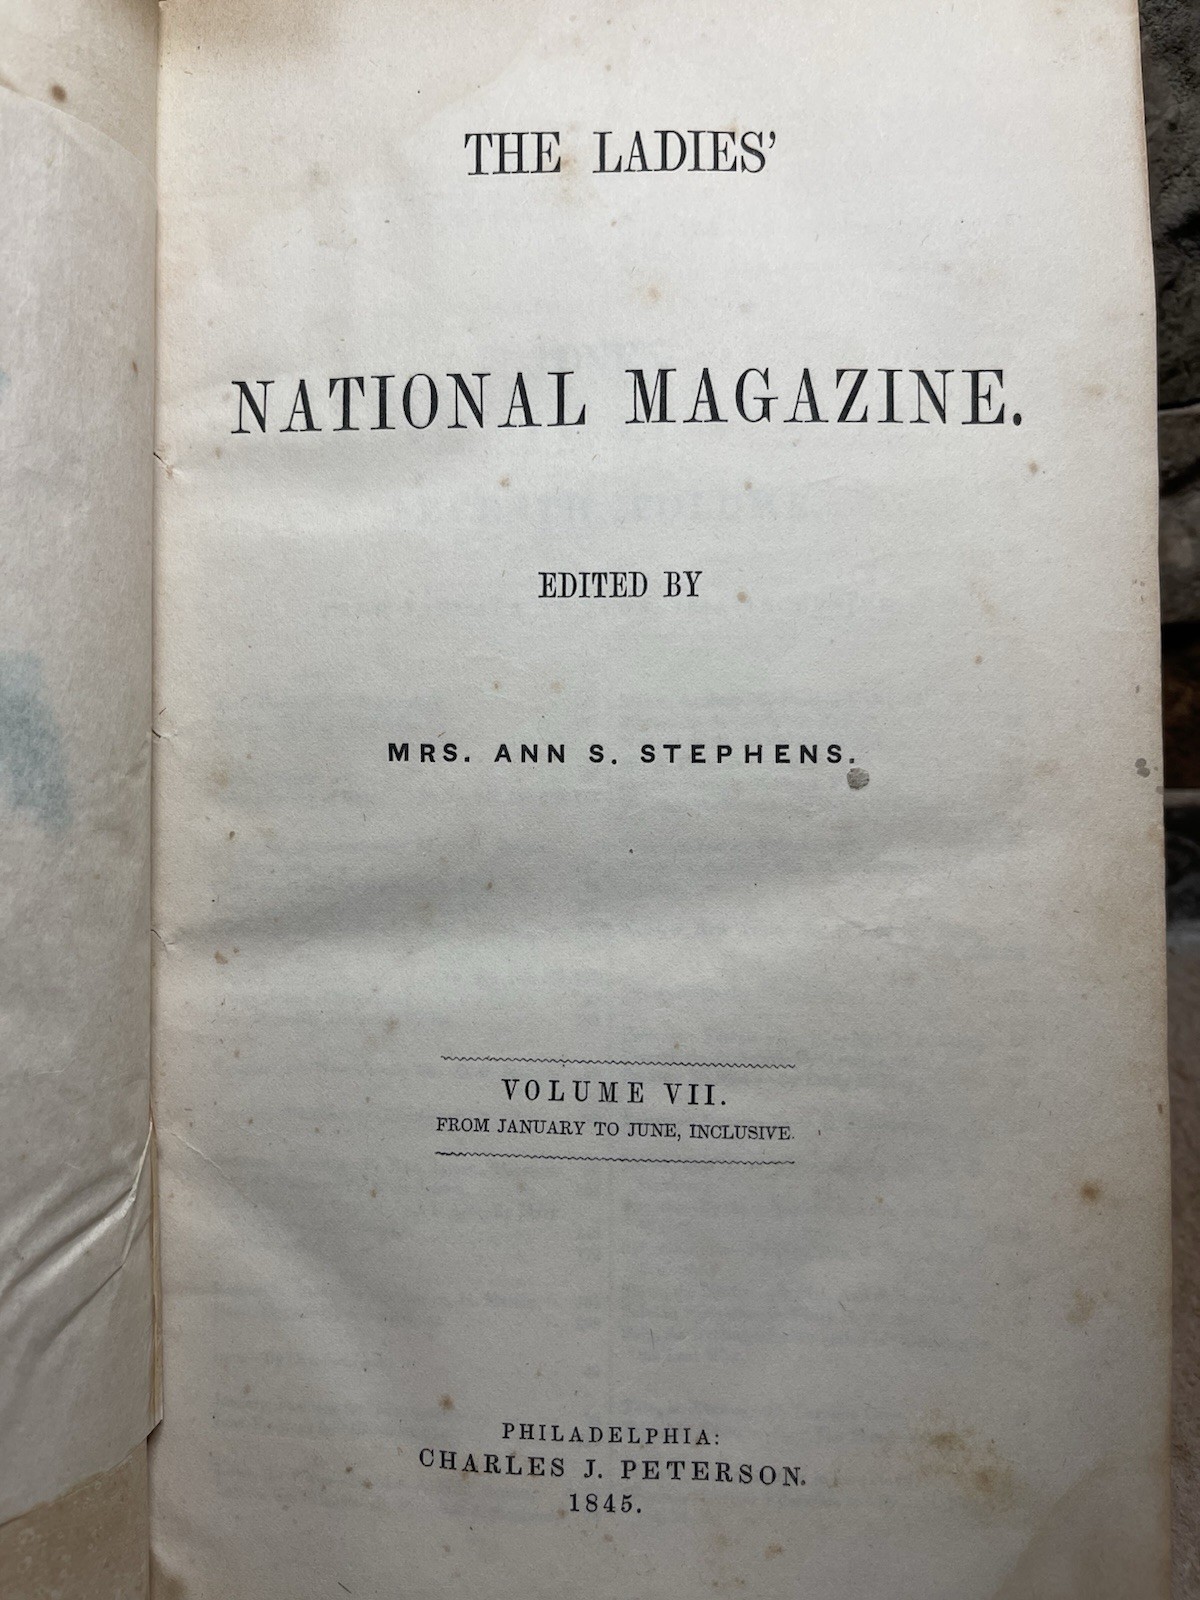 THE LADIES'
NATIONAL MAGAZINE.
EDITED BY
MRS. ANN S. STEPHENS.
VOLUME VII.
FROM JANUARY TO JUNE, INCLUSIVE.
PHILADELPHIA:
CHARLES J. PETERSON.
1845.